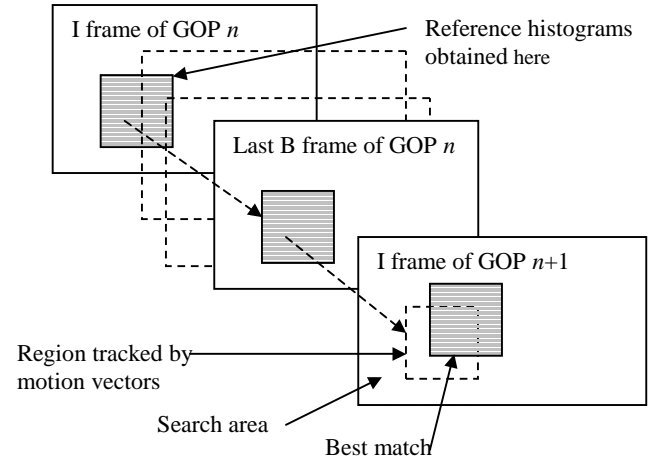 I frame of GOP n
Reference histograms
obtained here
Last B frame of GOP n
I frame of GOP n+1
Region tracked by
motion vectors
Search area
Best match